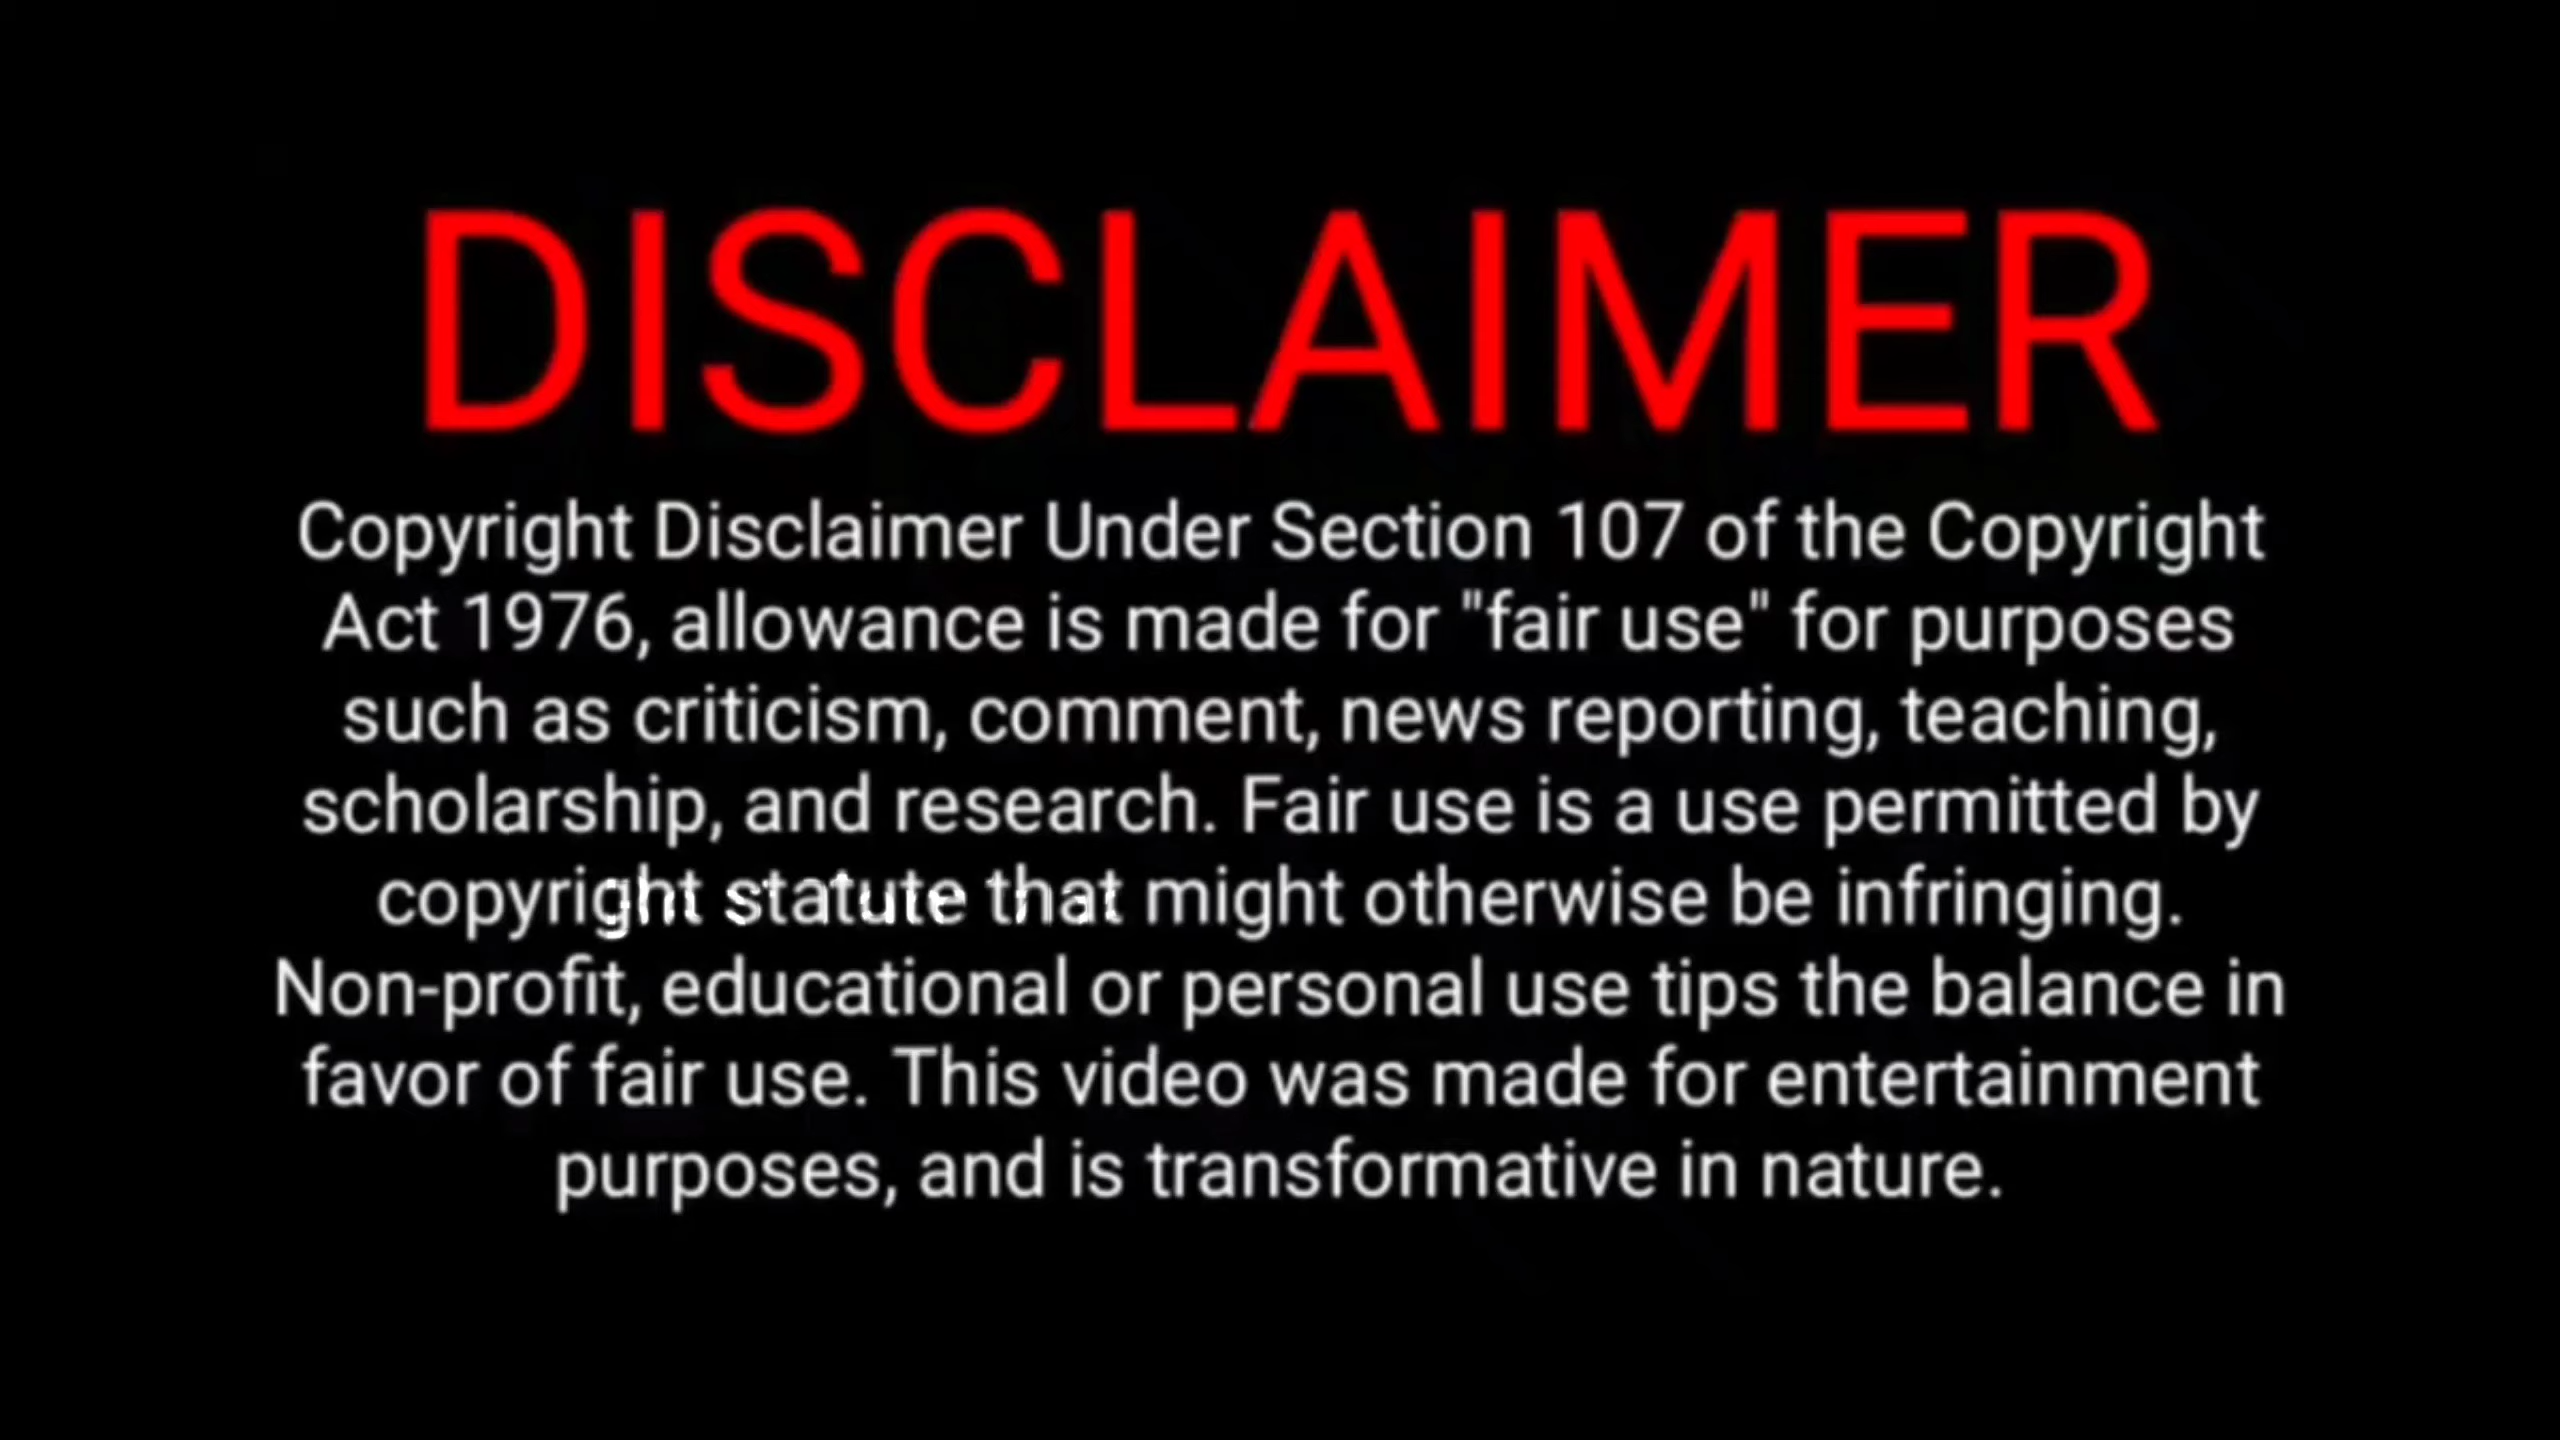 DISCLAIMER
Copyright Disclaimer Under Section 107 of the Copyright
Act 1976, allowance is made for "fair use" for purposes
such as criticism, comment, news reporting, teaching,
scholarship, and research. Fair use is a use permitted by
copyright statute that might otherwise be infringing.
Non-profit, educational or personal use tips the balance in
favor of fair use. This video was made for entertainment
purposes, and is transformative in nature.